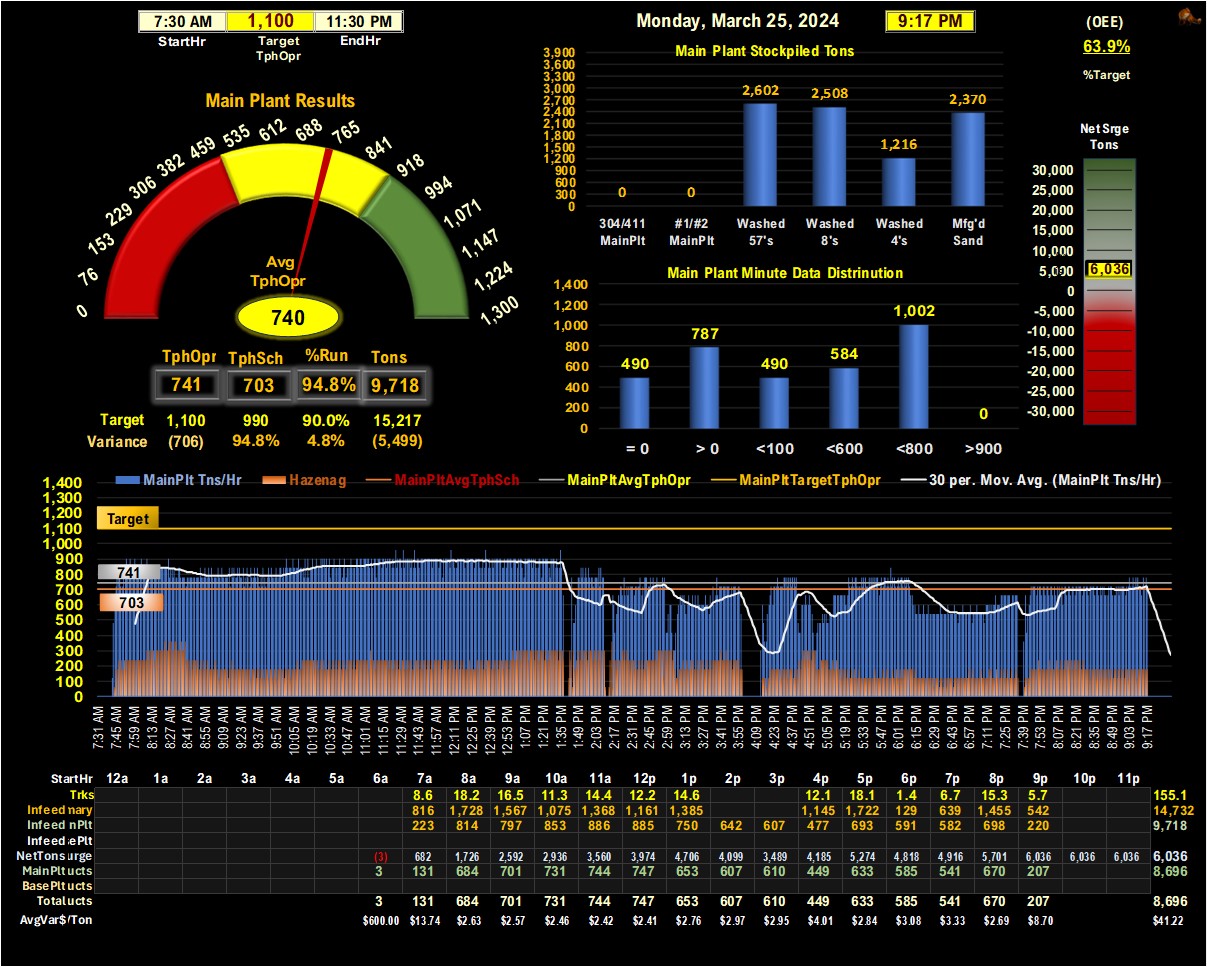 7:30 AM 1,100 11:30 PM
StartHr Target TphOpr EndHr
Monday, March 25, 2024 9:17 PM
(OEE)
63.9%
%Target
Main Plant Results
0 76 153 229 306 382 459 535 612 688 765 841 918 994 1,071 1,147 1,224 1,300
Avg
TphOpr
740
TphOpr TphSch %Run Tons
741 703 94.8% 9,718
Target 1,100 990 90.0% 15,217
Variance (706) 94.8% 4.8% (5,499)
Main Plant Stockpiled Tons
3,900
3,600
3,300
3,000
2,700
2,400
2,100
1,800
1,500
1,200
900
600
300
0
0 0 2,602 2,508 1,216 2,370
304/411 #1/#2 Washed Washed Washed Mfg'd
MainPlt MainPlt 57's 8's 4's Sand
Main Plant Minute Data Distrinution
1,400
1,200
1,000
800
600
400
200
0
490 787 490 584 1,002 0
= 0 > 0 <100 <600 <800 >900
Net Srge
Tons
30,000
25,000
20,000
15,000
10,000
5,000
6,036
0
-5,000
-10,000
-15,000
-20,000
-25,000
-30,000
MainPlt Tns/Hr Hazenag MainPltAvgTphSch MainPltAvgTphOpr MainPltTargetTphOpr 30 per. Mov. Avg. (MainPlt Tns/Hr)
1,400
1,300
1,200
1,100
1,000
900
800
700
600
500
400
300
200
100
0
Target
741
703
7:31 AM 7:45 AM 7:59 AM 8:13 AM 8:27 AM 8:41 AM 8:55 AM 9:09 AM 9:23 AM 9:37 AM 9:51 AM 10:05 AM 10:19 AM 10:33 AM 10:47 AM 11:01 AM 11:15 AM 11:29 AM 11:43 AM 11:57 AM 12:11 PM 12:25 PM 12:39 PM 12:53 PM 1:07 PM 1:21 PM 1:35 PM 1:49 PM 2:03 PM 2:17 PM 2:31 PM 2:45 PM 2:59 PM 3:13 PM 3:27 PM 3:41 PM 3:55 PM 4:09 PM 4:23 PM 4:37 PM 4:51 PM 5:05 PM 5:19 PM 5:33 PM 5:47 PM 6:01 PM 6:15 PM 6:29 PM 6:43 PM 6:57 PM 7:11 PM 7:25 PM 7:39 PM 7:53 PM 8:07 PM 8:21 PM 8:35 PM 8:49 PM 9:03 PM 9:17 PM
StartHr 12a 1a 2a 3a 4a 5a 6a 7a 8a 9a 10a 11a 12p 1p 2p 3p 4p 5p 6p 7p 8p 9p 10p 11p
Trks 8.6 18.2 16.5 11.3 14.4 12.2 14.6 12.1 18.1 1.4 6.7 15.3 5.7 155.1
Infeed nary 816 1,728 1,567 1,075 1,368 1,161 1,385 1,145 1,722 129 639 1,455 542 14,732
Infeed nPlt 223 814 797 853 886 885 750 642 607 477 693 591 582 698 220 9,718
Infeed ePlt
NetTons urge (3) 682 1,726 2,592 2,936 3,560 3,974 4,706 4,099 3,489 4,185 5,274 4,818 4,916 5,701 6,036 6,036 6,036 6,036
MainPlt ucts 3 131 684 701 731 744 747 653 607 610 449 633 585 541 670 207 8,696
BasePlt ucts
Total ucts 3 131 684 701 731 744 747 653 607 610 449 633 585 541 670 207 8,696
AvgVar$/Ton $600.00 $13.74 $2.63 $2.57 $2.46 $2.42 $2.41 $2.76 $2.97 $2.95 $4.01 $2.84 $3.08 $3.33 $2.69 $8.70 $41.22